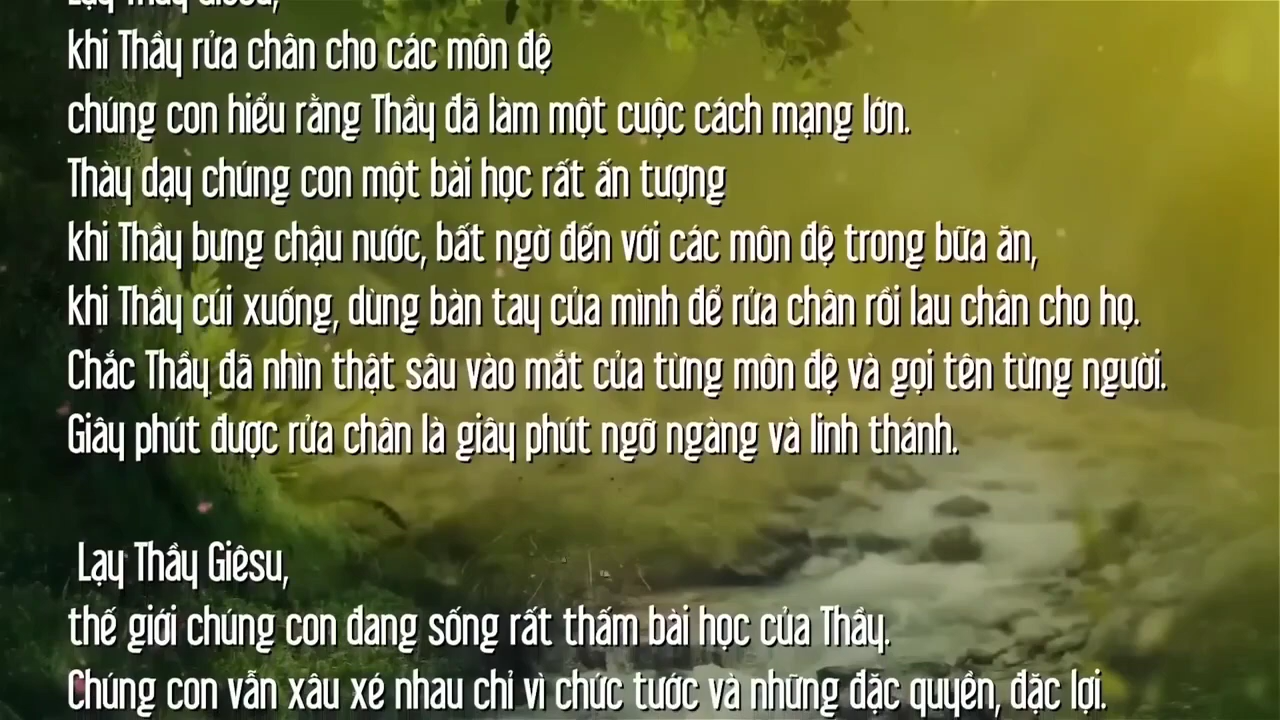 Lạy Thầy Giêsu,
khi Thầy rửa chân cho các môn đệ
chúng con hiểu rằng Thầy đã làm một cuộc cách mạng lớn.
Thày dạy chúng con một bài học rất ấn tượng
khi Thầy bưng chậu nước, bất ngờ đến với các môn đệ trong bữa ăn,
khi Thầy cúi xuống, dùng bàn tay của mình để rửa chân rồi lau chân cho họ.
Chắc Thầy đã nhìn thật sâu vào mắt của từng môn đệ và gọi tên từng người.
Giây phút được rửa chân là giây phút ngỡ ngàng và linh thánh.
Lạy Thầy Giêsu,
thế giới chúng con đang sống rất thấm bài học của Thầy.
Chúng con vẫn xâu xé nhau chỉ vì chức tước và những đặc quyền, đặc lợi.